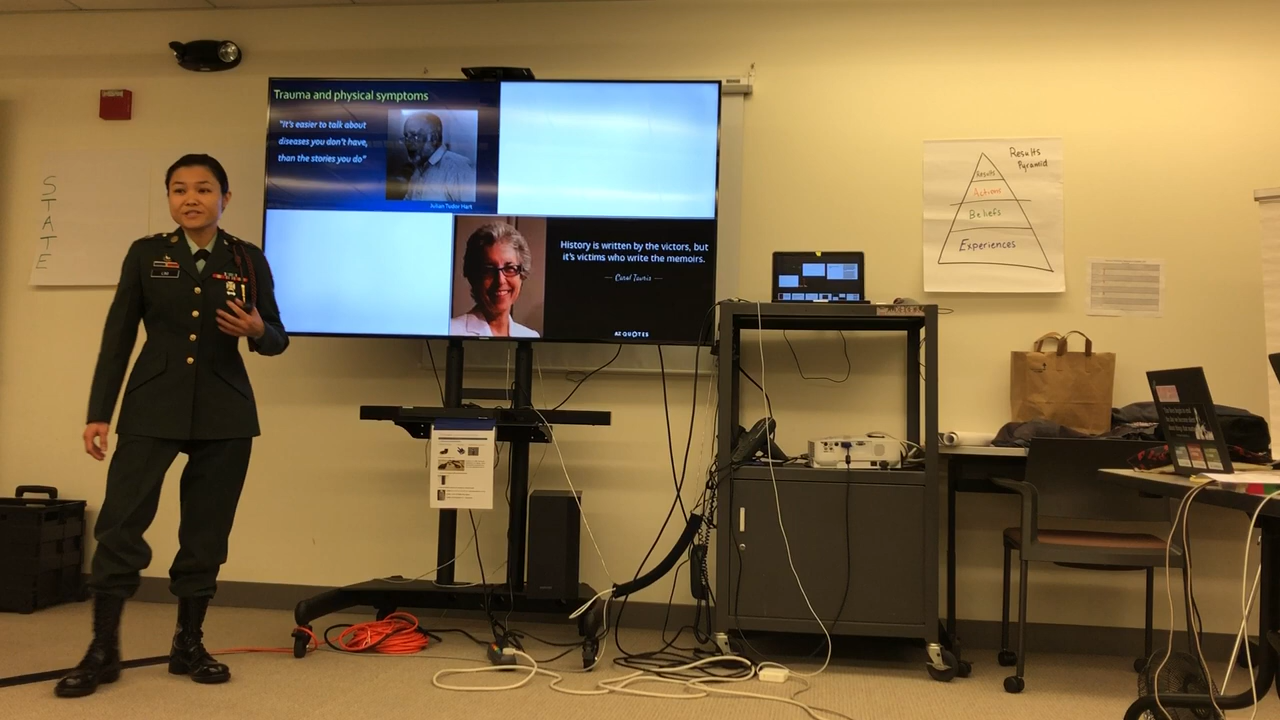 S
T
A
T
E
Trauma and physical symptoms
"It's easier to talk about
diseases you don't have,
than the stories you do"
Julian Tudor Hart
History is written by the victors, but
it's victims who write the memoirs.
— Carol Tavris —
AZ QUOTES
Results
Pyramid
Results
Actions
Beliefs
Experiences